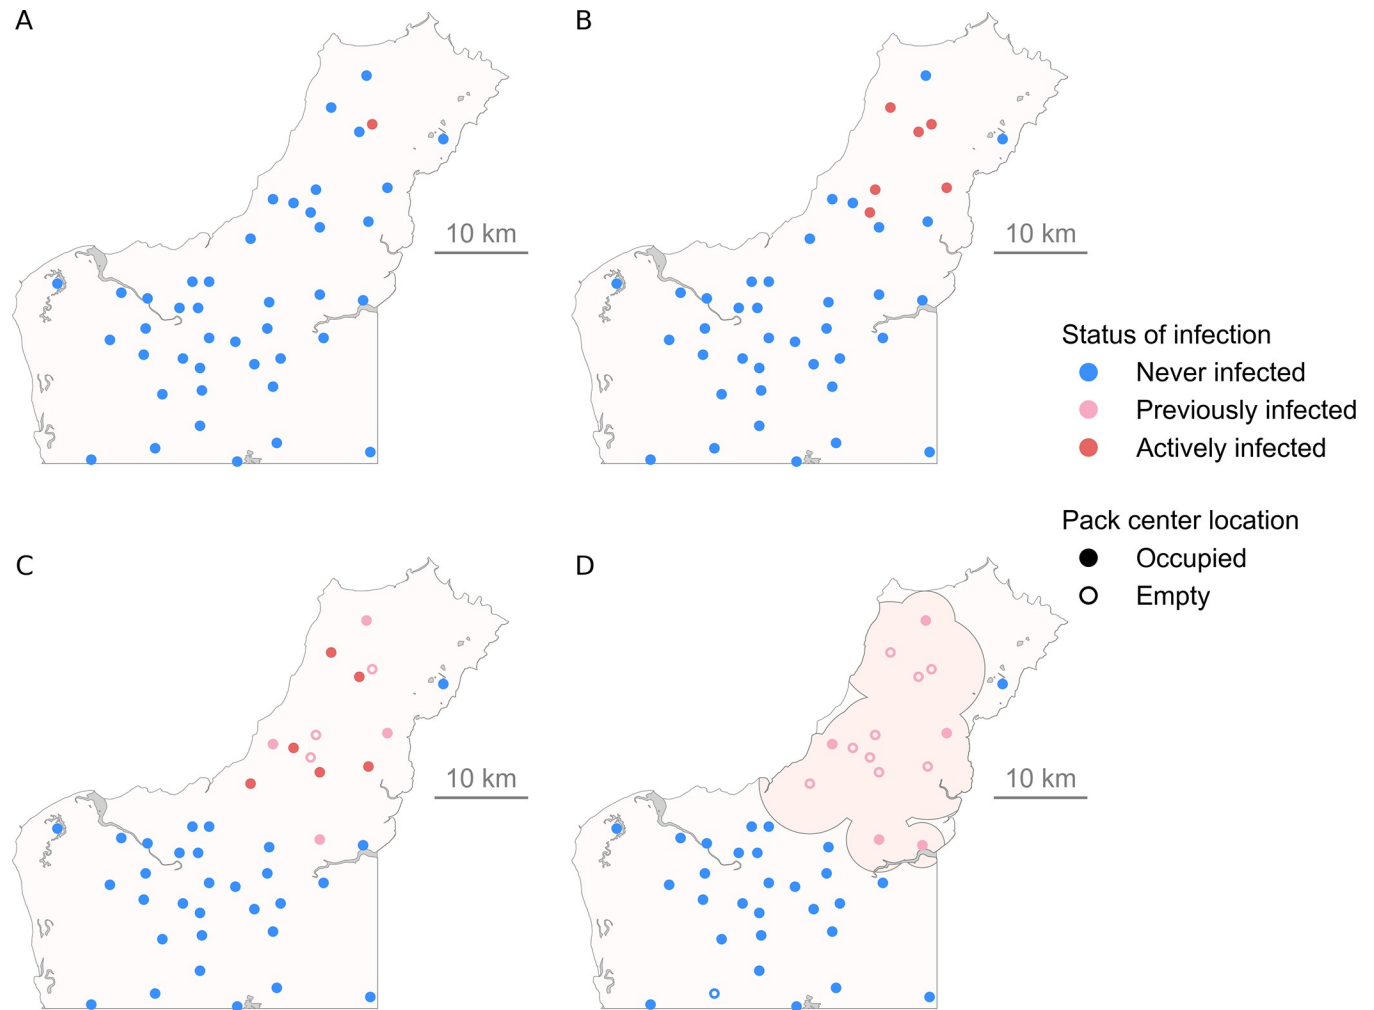 A
B
10 km
10 km
Status of infection
Never infected
Previously infected
Actively infected
Pack center location
Occupied
Empty
C
D
10 km
10 km